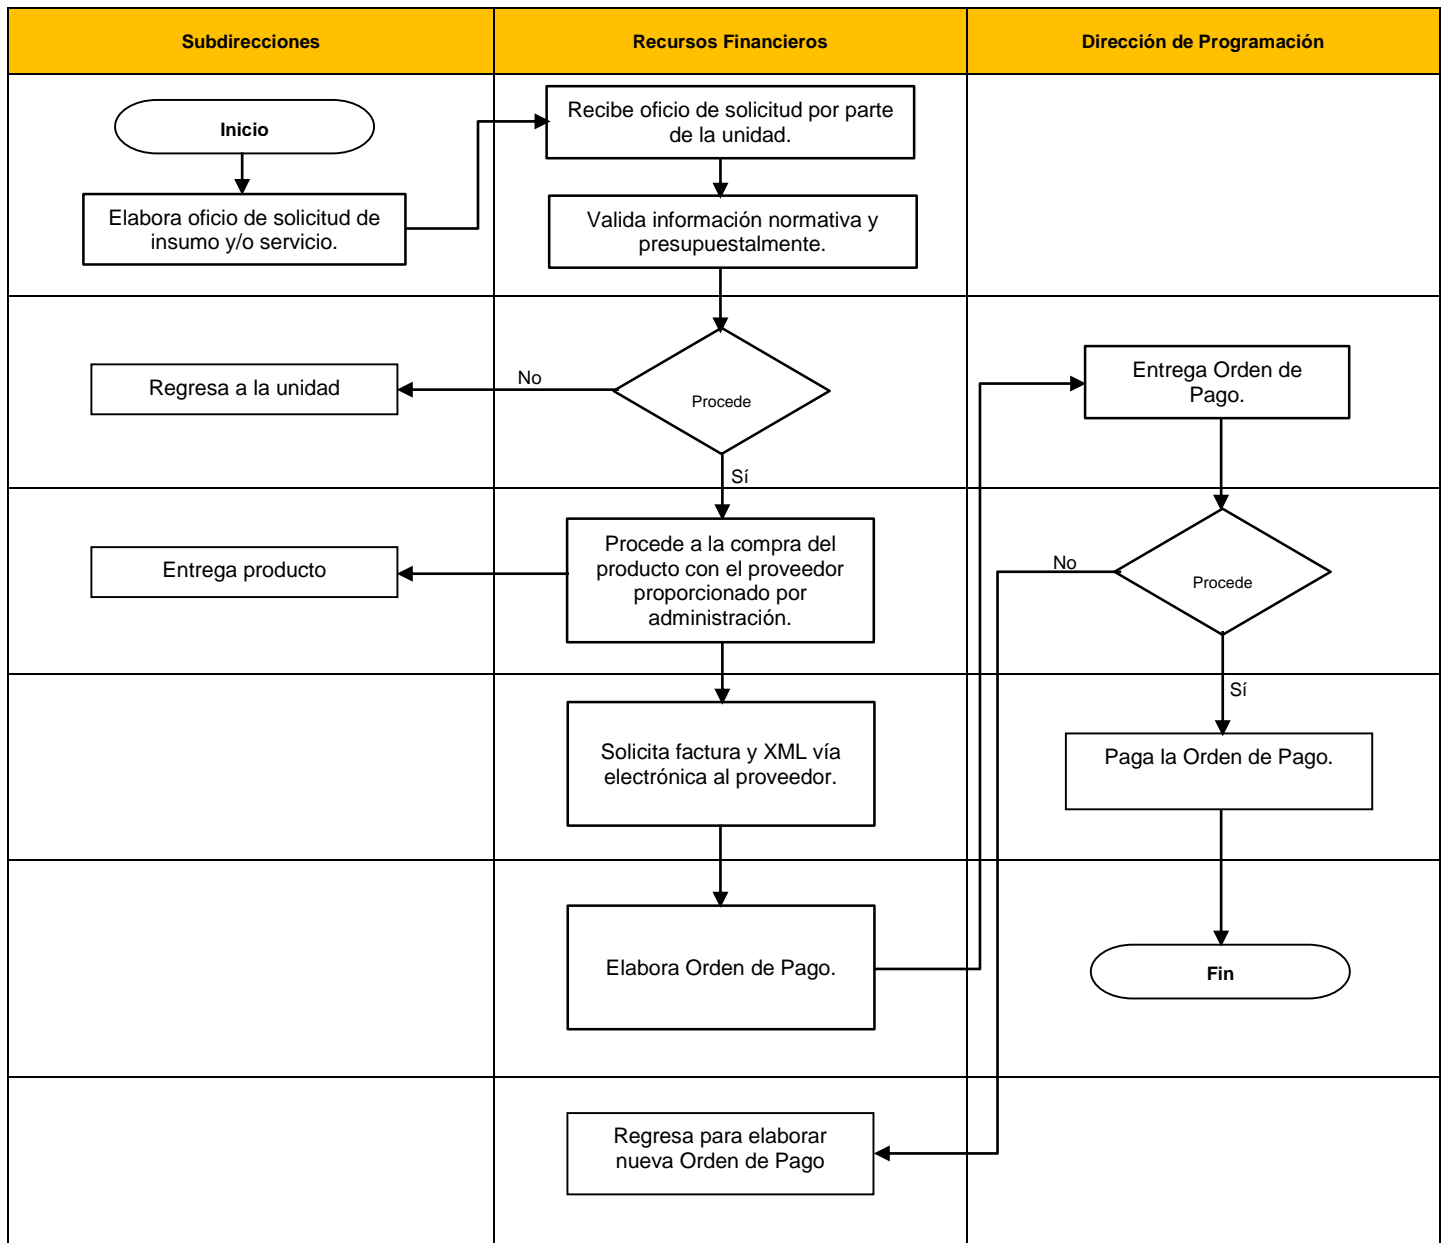 Subdirecciones
Recursos Financieros
Dirección de Programación
Inicio
Recibe oficio de solicitud por parte
de la unidad.
Elabora oficio de solicitud de
insumo y/o servicio.
Valida información normativa y
presupuestalmente.
Regresa a la unidad
No
Procede
Sí
Entrega Orden de
Pago.
Entrega producto
Procede a la compra del
producto con el proveedor
proporcionado por
administración.
No
Procede
Sí
Solicita factura y XML vía
electrónica al proveedor.
Paga la Orden de Pago.
Elabora Orden de Pago.
Fin
Regresa para elaborar
nueva Orden de Pago